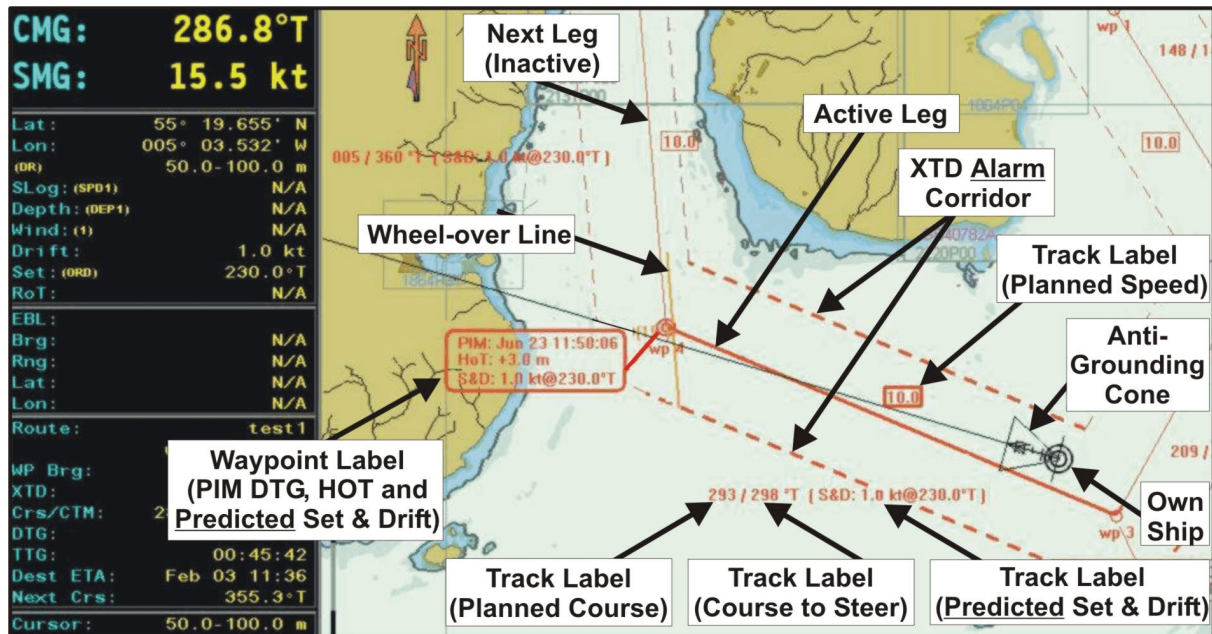 CMG: 286.8°T
SMG: 15.5 kt
Lat: 55° 19.655' N
Lon: 005° 03.532' W
(DR) 50.0-100.0 m
SLog: (SPD1) N/A
Depth: (DEP1) N/A
Wind: (1) N/A
Drift: 1.0 kt
Set: (ORD) 230.0°T
RoT: N/A
EBL:
Brg: N/A
Rng: N/A
Lat: N/A
Lon: N/A
Route: test1
WP Brg:
XTD:
Crs/CTM:
DTG:
TTG: 00:45:42
Dest ETA: Feb 03 11:36
Next Crs: 355.3°T
Cursor: 50.0-100.0 m
Next Leg
(Inactive)
wp 1
148 /
1864P04
Active Leg
10.0
10.0
005 / 360 °T ( S&D: 1.0 kt@230.0°T )
XTD Alarm
Corridor
Wheel-over Line
Track Label
(Planned Speed)
PIM: Jun 23 11:50:06
HoT: +3.0 m
S&D: 1.0 kt@230.0°T
wp 4
Anti-
Grounding
Cone
10.0
209 /
Waypoint Label
(PIM DTG, HOT and
Predicted Set & Drift)
293 / 298 °T ( S&D: 1.0 kt@230.0°T )
wp 3
Own
Ship
Track Label
(Planned Course)
Track Label
(Course to Steer)
Track Label
(Predicted Set & Drift)